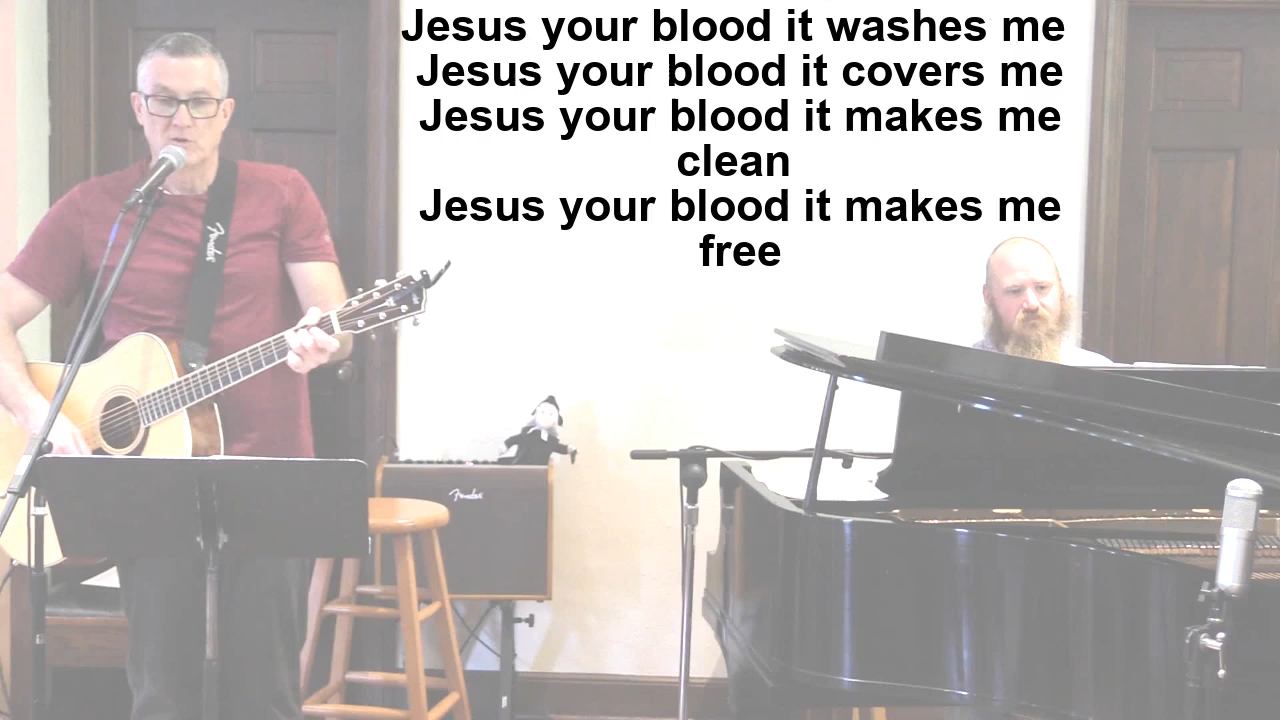 Jesus your blood it washes me
Jesus your blood it covers me
Jesus your blood it makes me
clean
Jesus your blood it makes me
free
Fender
Fender